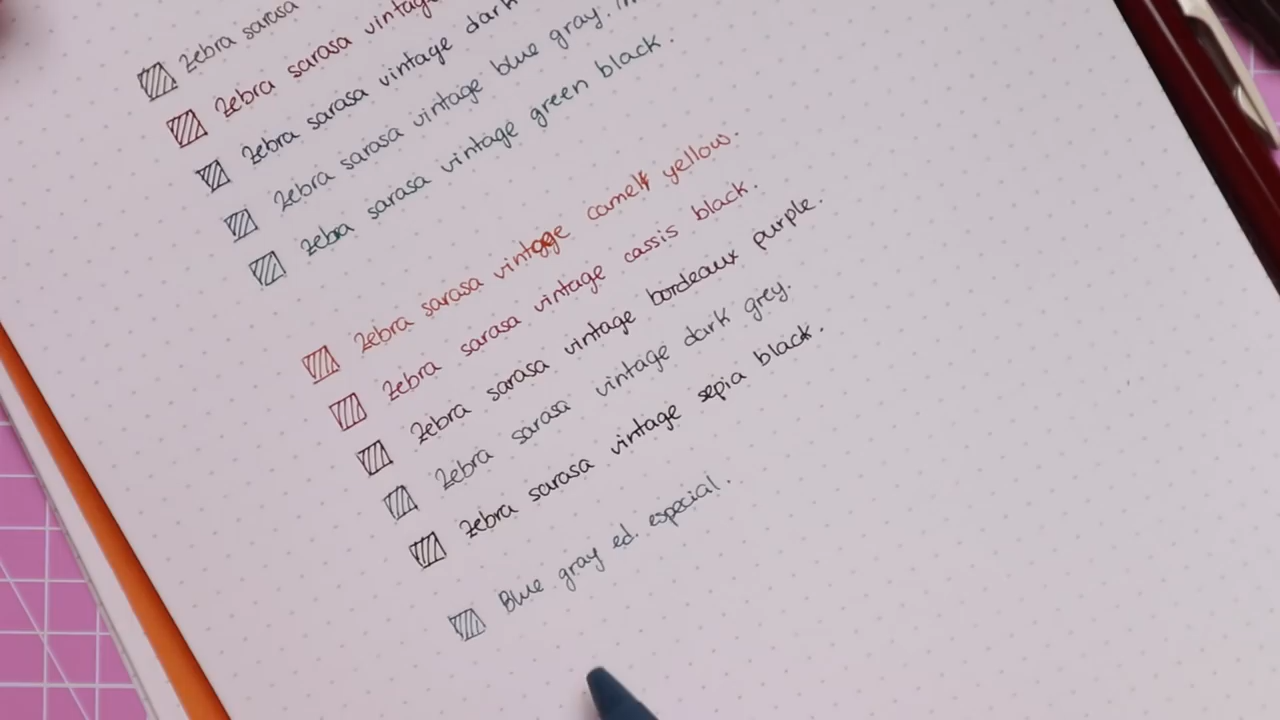 zebra sarasa
zebra sarasa vintage
zebra sarasa vintage dark
zebra sarasa vintage blue gray.
zebra sarasa vintage green black.
zebra sarasa vintage camel yellow.
zebra sarasa vintage cassis black.
zebra sarasa vintage bordeaux purple.
zebra sarasa vintage dark grey.
zebra sarasa vintage sepia black.
Blue gray ed. especial.